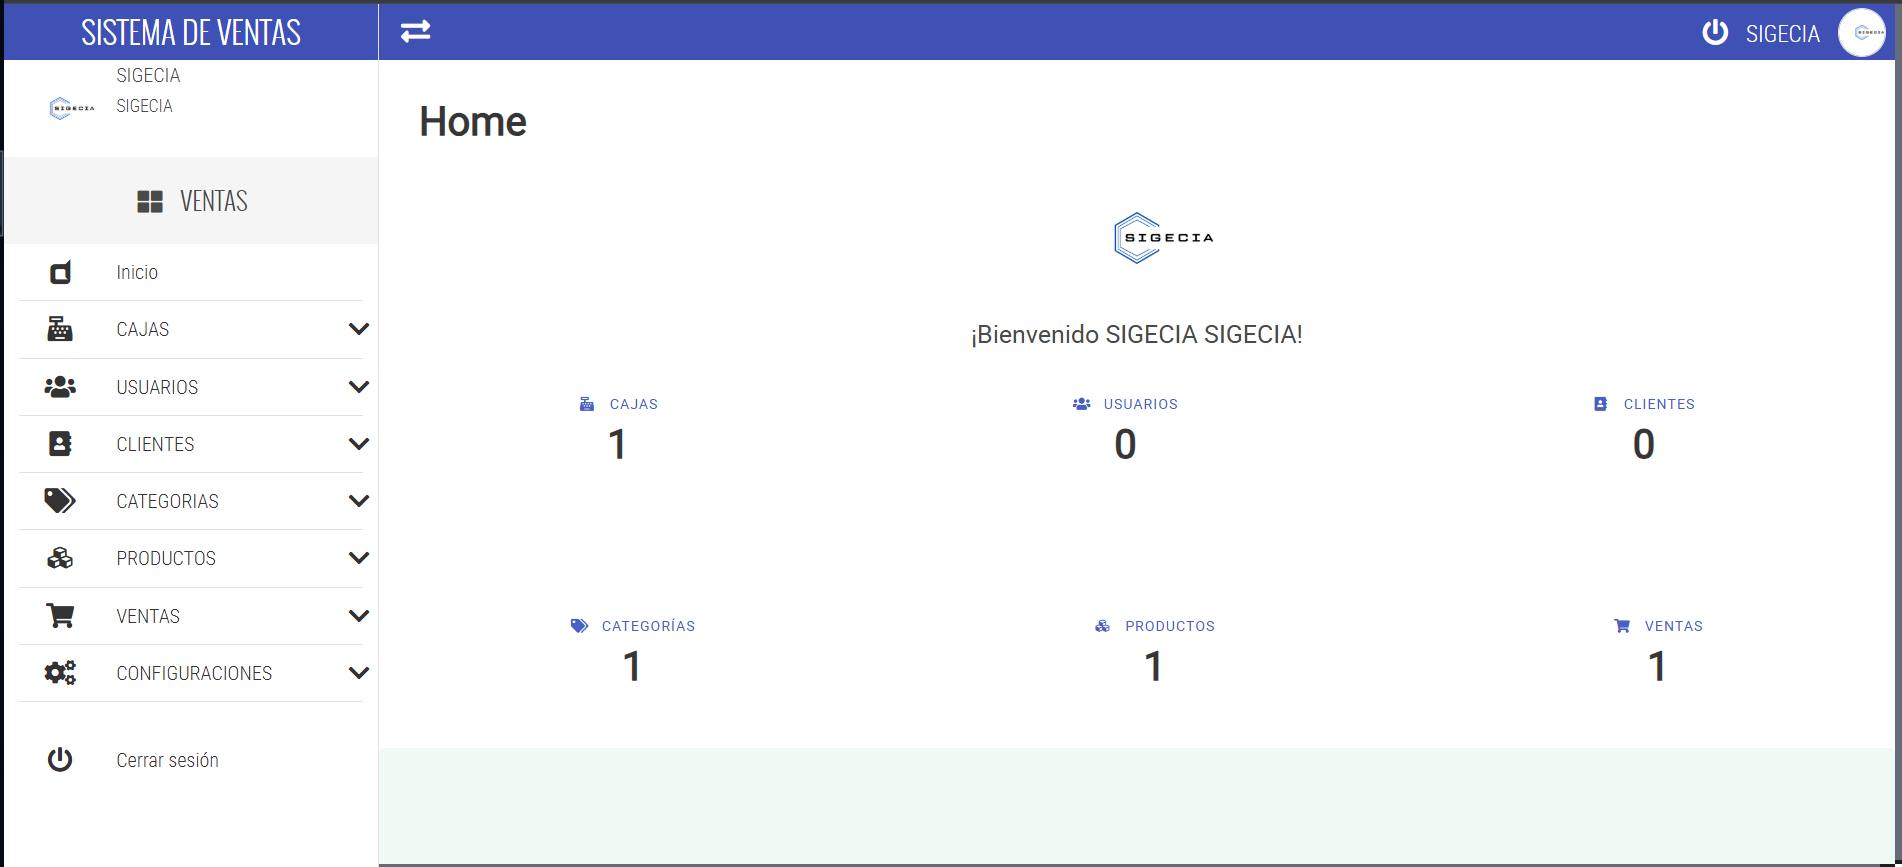 SISTEMA DE VENTAS
SIGECIA
SIGECIA
SIGECIA
SIGECIA
SIGECIA
SIGECIA
VENTAS
Inicio
CAJAS
USUARIOS
CLIENTES
CATEGORIAS
PRODUCTOS
VENTAS
CONFIGURACIONES
Cerrar sesión
Home
SIGECIA
¡Bienvenido SIGECIA SIGECIA!
CAJAS
1
USUARIOS
0
CLIENTES
0
CATEGORÍAS
1
PRODUCTOS
1
VENTAS
1